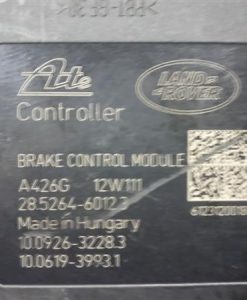 Ate
LAND ROVER
Controller
BRAKE CONTROL MODULE
A426G 12W111
28.5264-6012.3
Made in Hungary
10.0926-3228.3
10.0619-3993.1